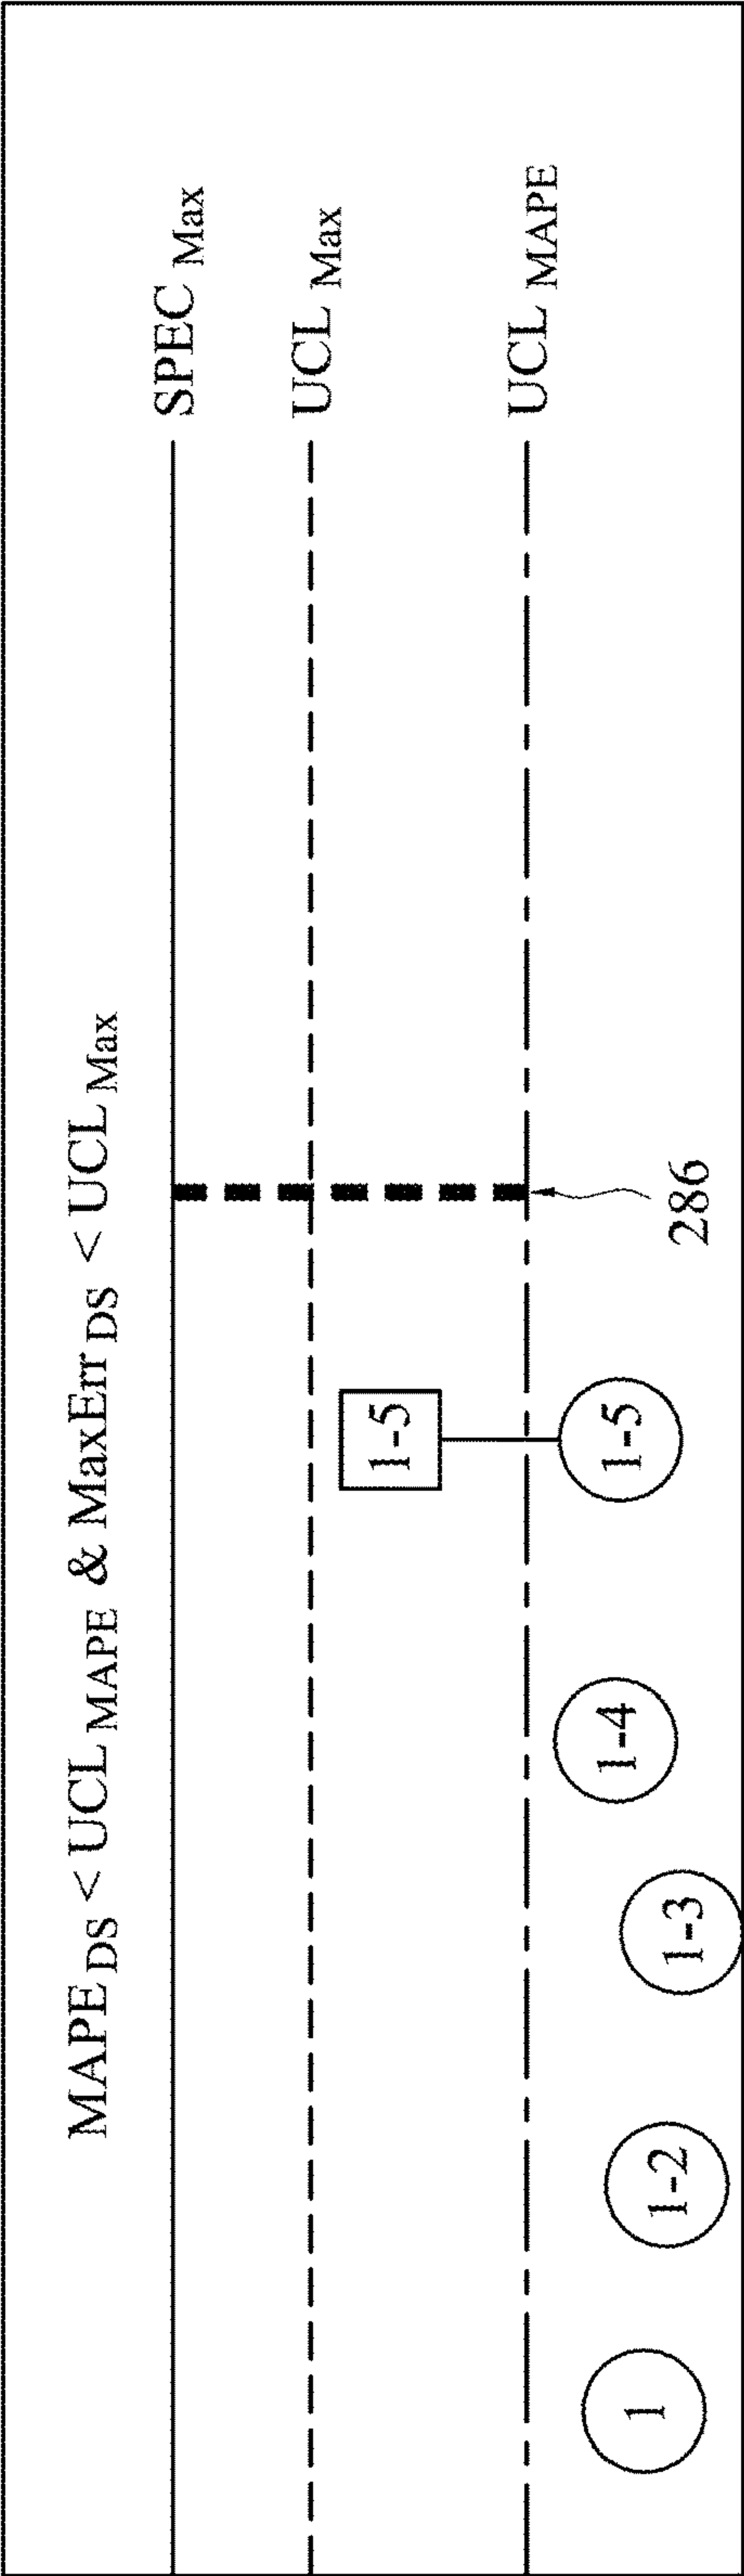 MAPE DS < UCL MAPE & MaxErr DS < UCL Max
SPEC Max
UCL Max
UCL MAPE
1-5
1
1-2
1-3
1-4
1-5
286